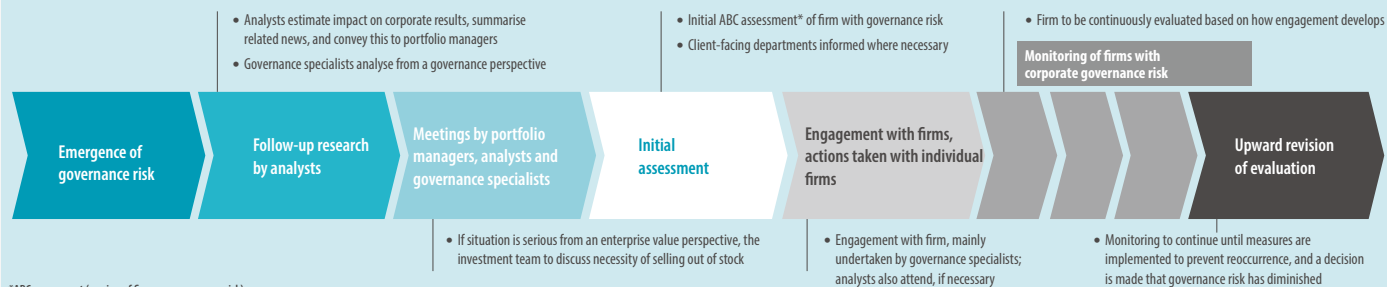 • Analysts estimate impact on corporate results, summarise
related news, and convey this to portfolio managers
• Governance specialists analyse from a governance perspective
• Initial ABC assessment* of firm with governance risk
• Client-facing departments informed where necessary
• Firm to be continuously evaluated based on how engagement develops
Monitoring of firms with
corporate governance risk
Emergence of
governance risk
Follow-up research
by analysts
Meetings by portfolio
managers, analysts and
governance specialists
Initial
assessment
Engagement with firms,
actions taken with individual
firms
Upward revision
of evaluation
• If situation is serious from an enterprise value perspective, the
investment team to discuss necessity of selling out of stock
• Engagement with firm, mainly
undertaken by governance specialists;
analysts also attend, if necessary
• Monitoring to continue until measures are
implemented to prevent reoccurrence, and a decision
is made that governance risk has diminished